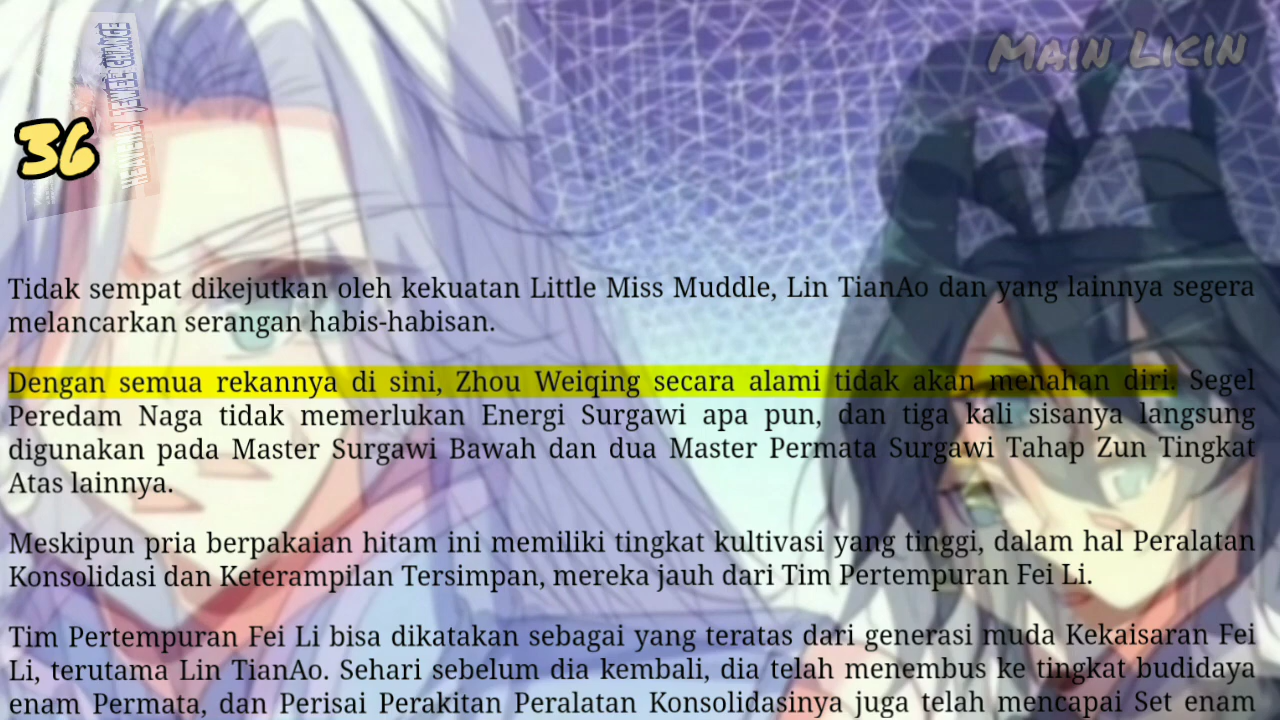 Main Licin
HEAVENLY JEWEL CHANGE
36
Tidak sempat dikejutkan oleh kekuatan Little Miss Muddle, Lin TianAo dan yang lainnya segera
melancarkan serangan habis-habisan.
Dengan semua rekannya di sini, Zhou Weiqing secara alami tidak akan menahan diri. Segel
Peredam Naga tidak memerlukan Energi Surgawi apa pun, dan tiga kali sisanya langsung
digunakan pada Master Surgawi Bawah dan dua Master Permata Surgawi Tahap Zun Tingkat
Atas lainnya.
Meskipun pria berpakaian hitam ini memiliki tingkat kultivasi yang tinggi, dalam hal Peralatan
Konsolidasi dan Keterampilan Tersimpan, mereka jauh dari Tim Pertempuran Fei Li.
Tim Pertempuran Fei Li bisa dikatakan sebagai yang teratas dari generasi muda Kekaisaran Fei
Li, terutama Lin TianAo. Sehari sebelum dia kembali, dia telah menembus ke tingkat budidaya
enam Permata, dan Perisai Perakitan Peralatan Konsolidasinya juga telah mencapai Set enam